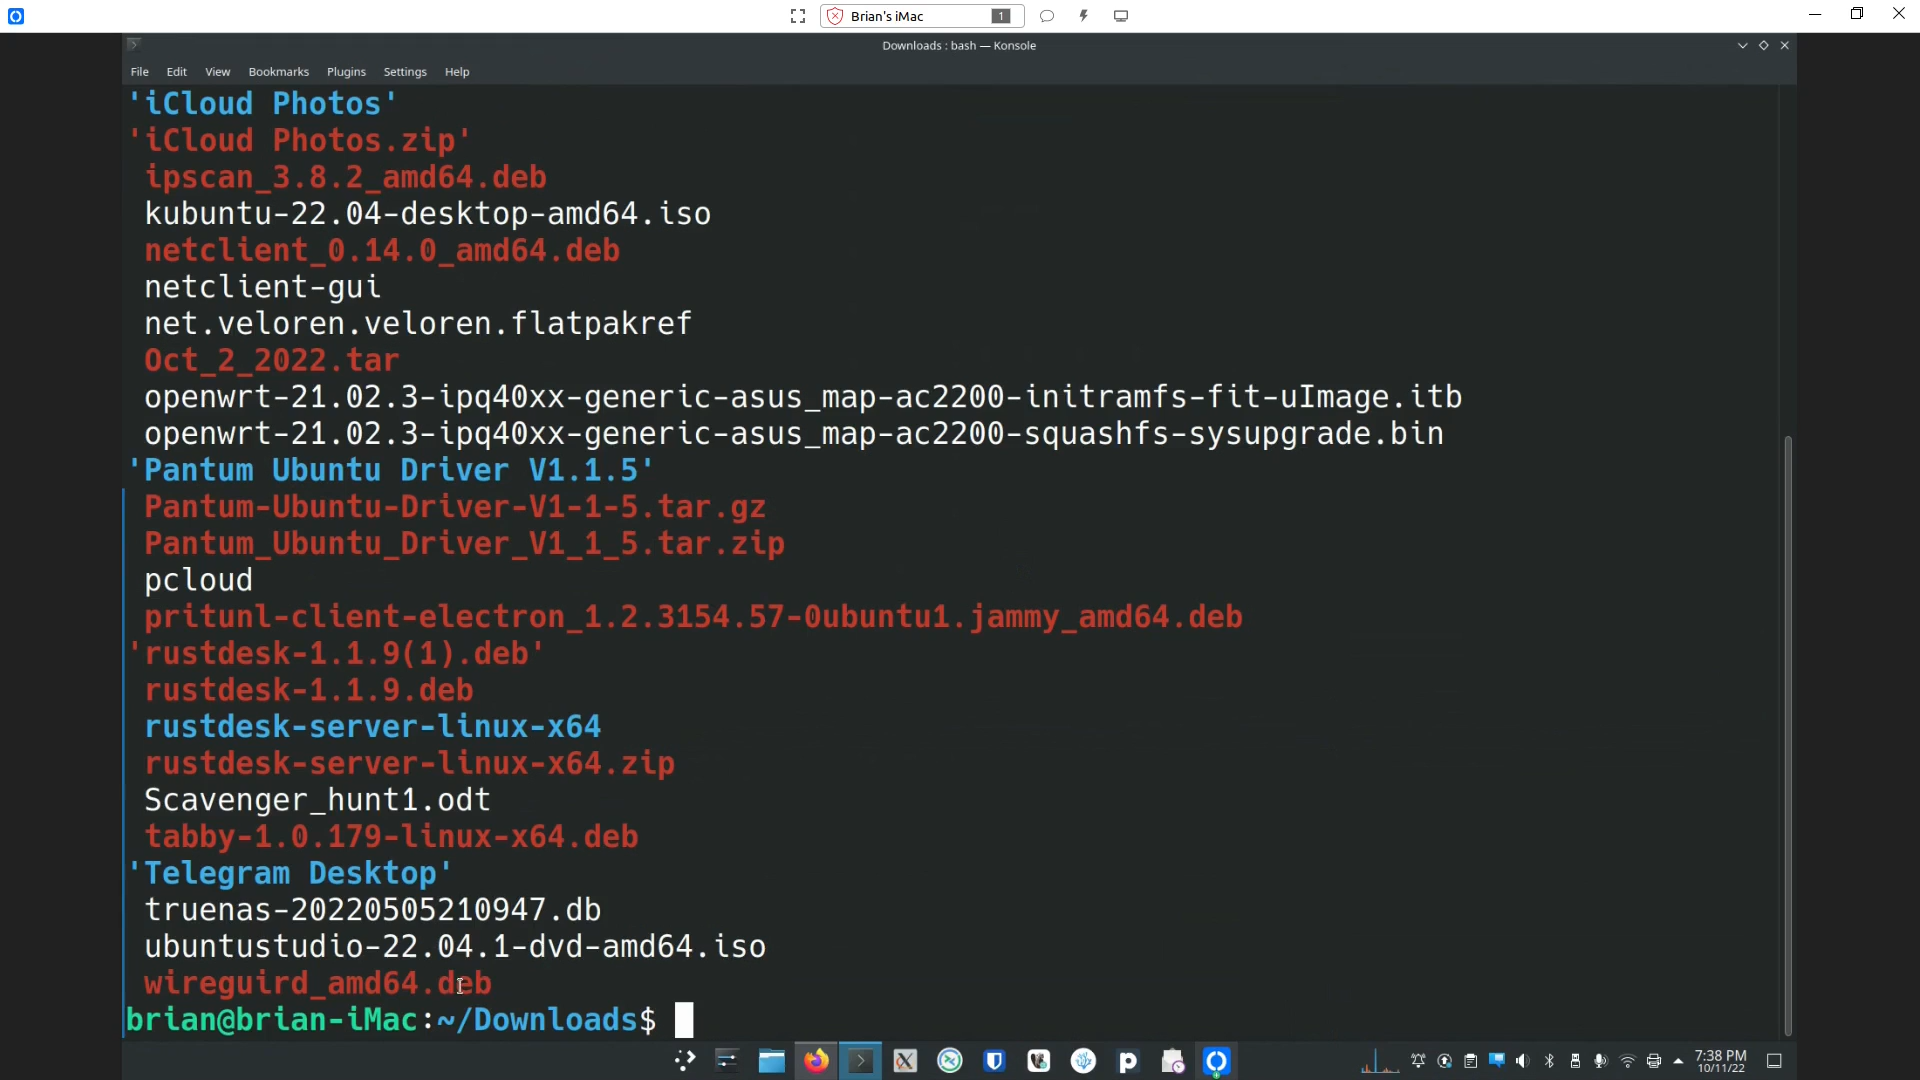 Brian's iMac 1
Downloads : bash — Konsole
File Edit View Bookmarks Plugins Settings Help
'iCloud Photos'
'iCloud Photos.zip'
ipscan_3.8.2_amd64.deb
kubuntu-22.04-desktop-amd64.iso
netclient_0.14.0_amd64.deb
netclient-gui
net.veloren.veloren.flatpakref
Oct_2_2022.tar
openwrt-21.02.3-ipq40xx-generic-asus_map-ac2200-initramfs-fit-uImage.itb
openwrt-21.02.3-ipq40xx-generic-asus_map-ac2200-squashfs-sysupgrade.bin
'Pantum Ubuntu Driver V1.1.5'
Pantum-Ubuntu-Driver-V1-1-5.tar.gz
Pantum_Ubuntu_Driver_V1_1_5.tar.zip
pcloud
pritunl-client-electron_1.2.3154.57-0ubuntu1.jammy_amd64.deb
'rustdesk-1.1.9(1).deb'
rustdesk-1.1.9.deb
rustdesk-server-linux-x64
rustdesk-server-linux-x64.zip
Scavenger_hunt1.odt
tabby-1.0.179-linux-x64.deb
'Telegram Desktop'
truenas-20220505210947.db
ubuntustudio-22.04.1-dvd-amd64.iso
wireguird_amd64.deb
brian@brian-iMac:~/Downloads$
7:38 PM
10/11/22